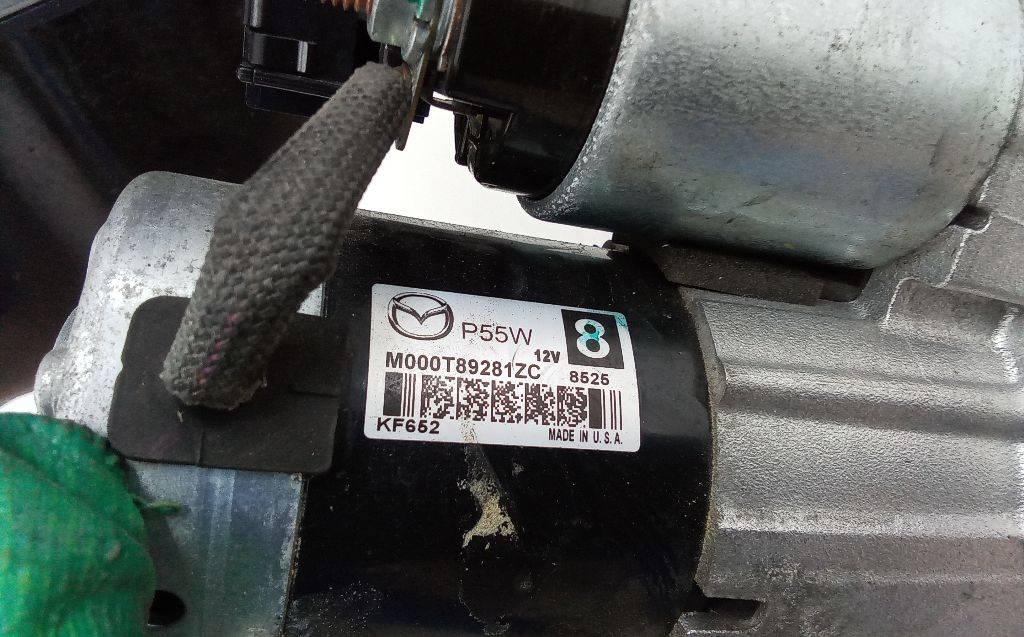 P55W
8
12V
M000T89281ZC
8525
KF652
MADE IN U.S.A.